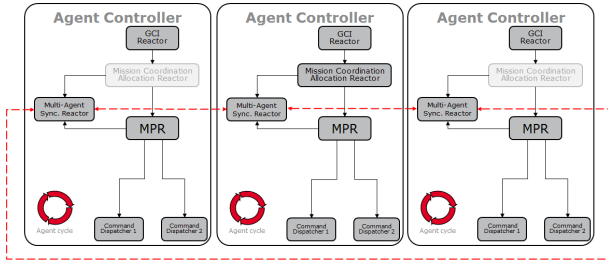 Agent Controller
GCI
Reactor
Mission Coordination
Allocation Reactor
Multi-Agent
Sync. Reactor
MPR
Agent cycle
Command
Dispatcher 1
Command
Dispatcher 2
Agent Controller
GCI
Reactor
Mission Coordination
Allocation Reactor
Multi-Agent
Sync. Reactor
MPR
Agent cycle
Command
Dispatcher 1
Command
Dispatcher 2
Agent Controller
GCI
Reactor
Mission Coordination
Allocation Reactor
Multi-Agent
Sync. Reactor
MPR
Agent cycle
Command
Dispatcher 1
Command
Dispatcher 2